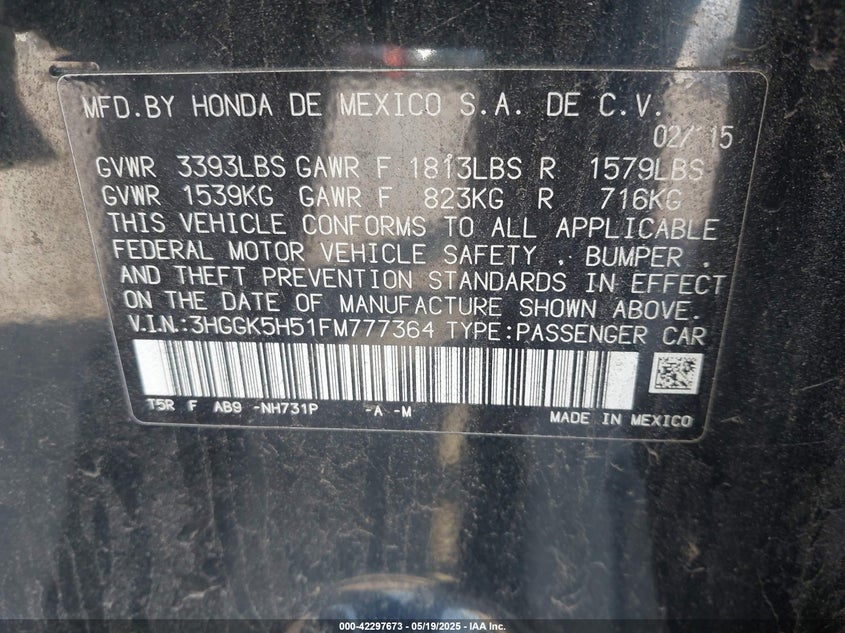 MFD.BY HONDA DE MEXICO S.A. DE C.V.
02/15
GVWR 3393LBS GAWR F 1813LBS R 1579LBS
GVWR 1539KG GAWR F 823KG R 716KG
THIS VEHICLE CONFORMS TO ALL APPLICABLE
FEDERAL MOTOR VEHICLE SAFETY , BUMPER ,
AND THEFT PREVENTION STANDARDS IN EFFECT
ON THE DATE OF MANUFACTURE SHOWN ABOVE.
V.I.N.:3HGGK5H51FM777364 TYPE:PASSENGER CAR
T5R F AB9 -NH731P -A -M
MADE IN MEXICO
000-42297673 - 05/19/2025 - IAA Inc.